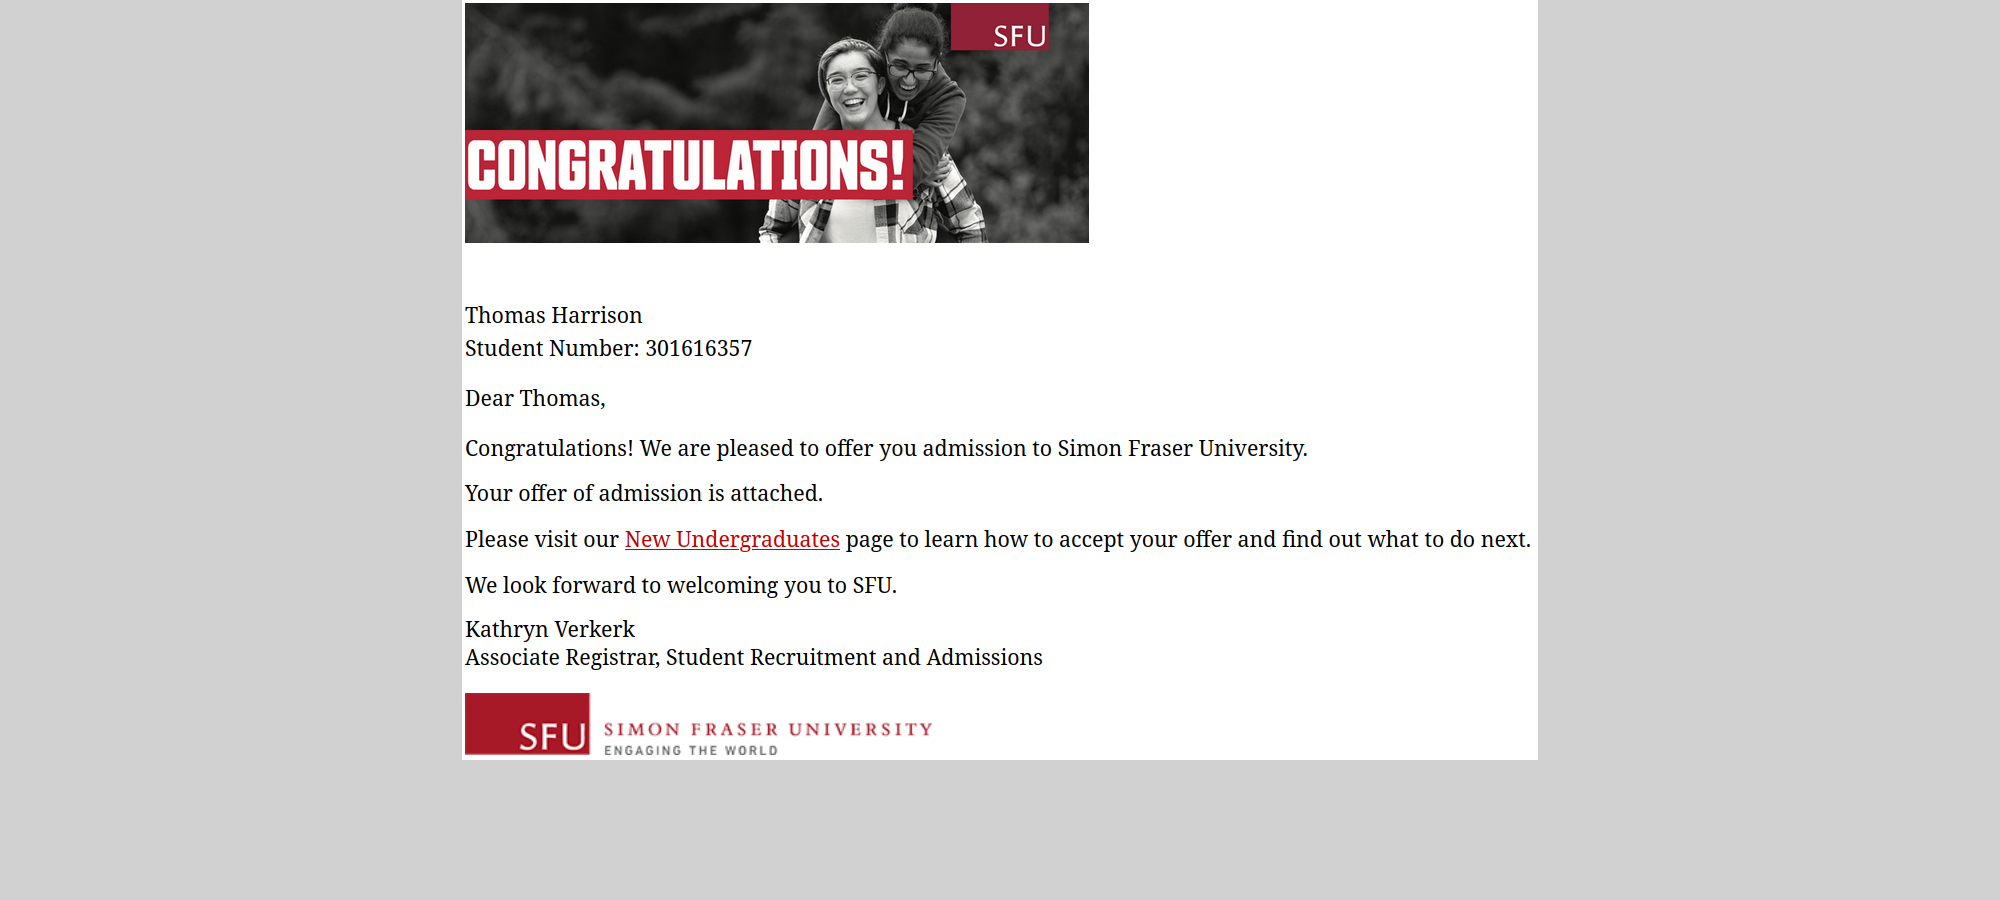 SFU
CONGRATULATIONS!
Thomas Harrison
Student Number: 301616357
Dear Thomas,
Congratulations! We are pleased to offer you admission to Simon Fraser University.
Your offer of admission is attached.
Please visit our New Undergraduates page to learn how to accept your offer and find out what to do next.
We look forward to welcoming you to SFU.
Kathryn Verkerk
Associate Registrar, Student Recruitment and Admissions
SFU SIMON FRASER UNIVERSITY
ENGAGING THE WORLD